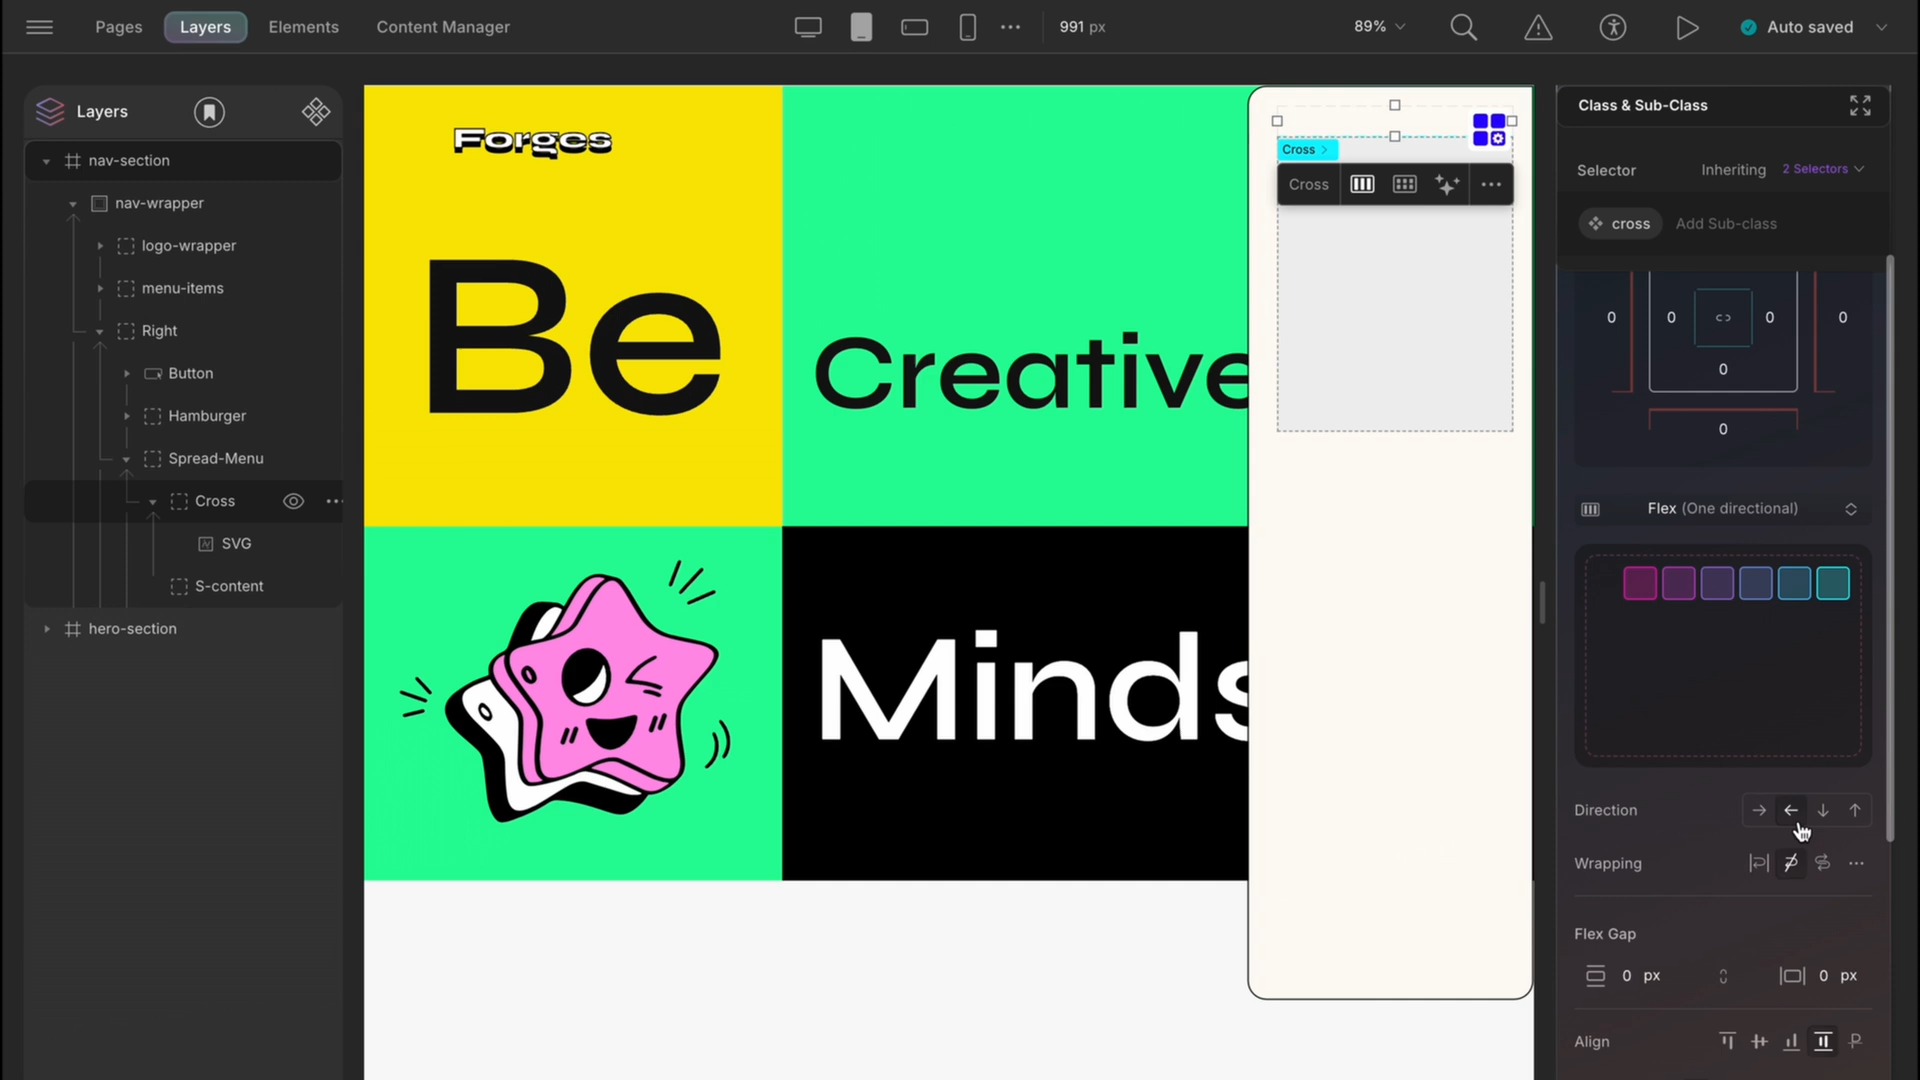 Pages
Layers
Elements
Content Manager
991 px
89%
Auto saved
Layers
nav-section
nav-wrapper
logo-wrapper
menu-items
Right
Button
Hamburger
Spread-Menu
Cross
SVG
S-content
hero-section
Forges
Be
Creative
Minds
Cross
Cross
Class & Sub-Class
Selector
Inheriting
2 Selectors
cross
Add Sub-class
0 0 0 0
0
0
Flex (One directional)
Direction
Wrapping
Flex Gap
0 px
0 px
Align